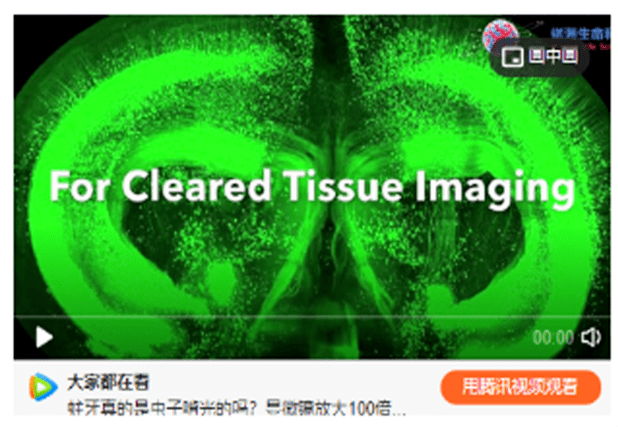 画中画
For Cleared Tissue Imaging
00:00
大家都在看
用腾讯视频观看
蛀牙真的是虫子啃光的吗？显微镜放大100倍...